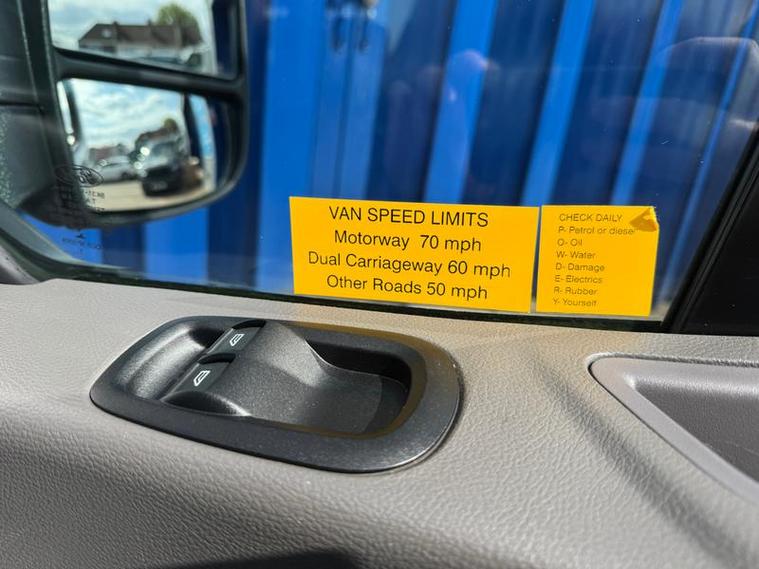 VAN SPEED LIMITS
Motorway 70 mph
Dual Carriageway 60 mph
Other Roads 50 mph
CHECK DAILY
P- Petrol or diesel
O- Oil
W- Water
D- Damage
E- Electrics
R- Rubber
Y- Yourself